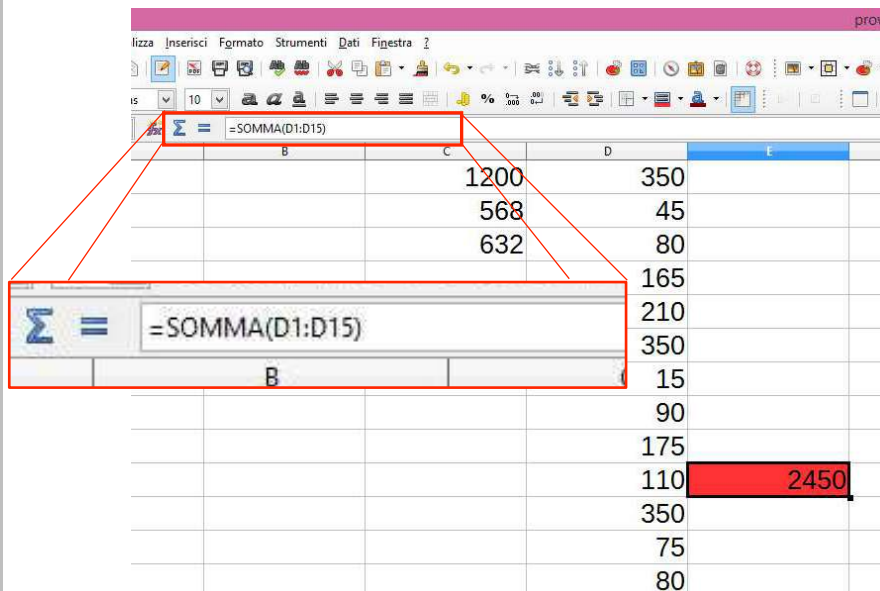 prov
lizza Inserisci Formato Strumenti Dati Finestra ?
10
=SOMMA(D1:D15)
B C D E
1200 350
568 45
632 80
165
=SOMMA(D1:D15)
B
210
350
15
90
175
110 2450
350
75
80